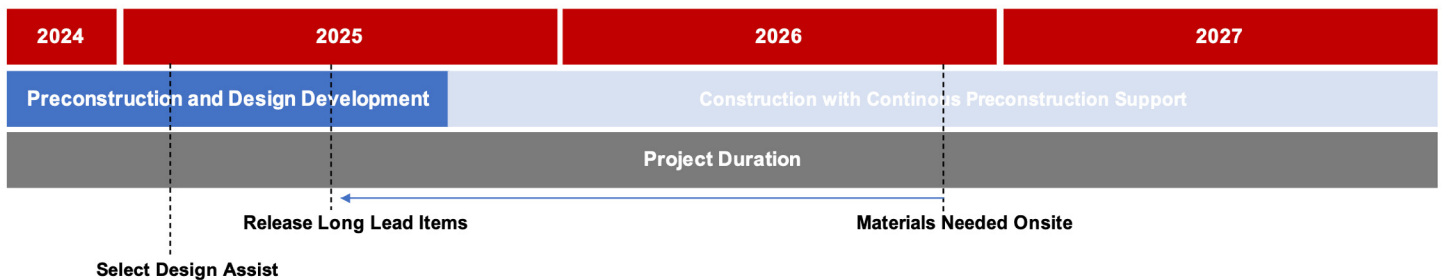 2024
2025
2026
2027
Preconstruction and Design Development
Construction with Continous Preconstruction Support
Project Duration
Release Long Lead Items
Materials Needed Onsite
Select Design Assist